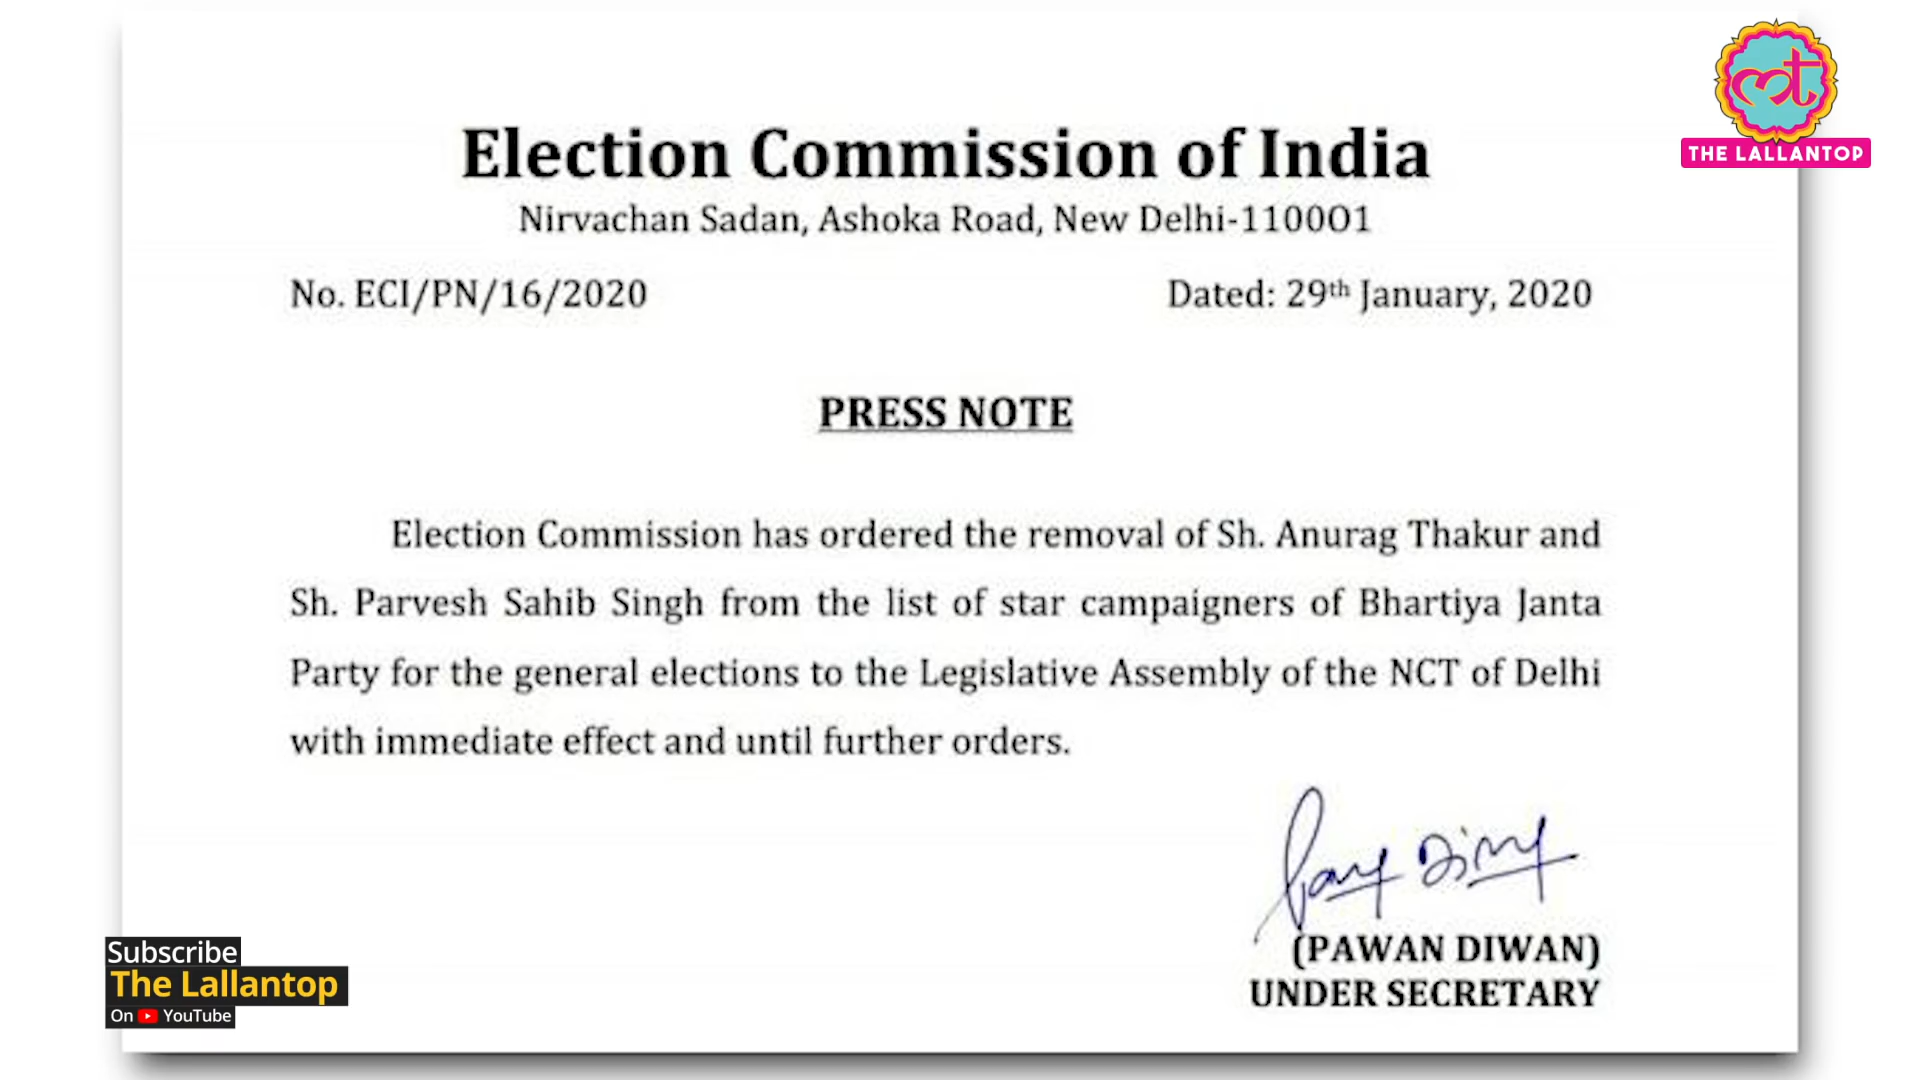 THE LALLANTOP
Election Commission of India
Nirvachan Sadan, Ashoka Road, New Delhi-110001
No. ECI/PN/16/2020
Dated: 29th January, 2020
PRESS NOTE
Election Commission has ordered the removal of Sh. Anurag Thakur and
Sh. Parvesh Sahib Singh from the list of star campaigners of Bhartiya Janta
Party for the general elections to the Legislative Assembly of the NCT of Delhi
with immediate effect and until further orders.
(PAWAN DIWAN)
UNDER SECRETARY
Subscribe
The Lallantop
On YouTube